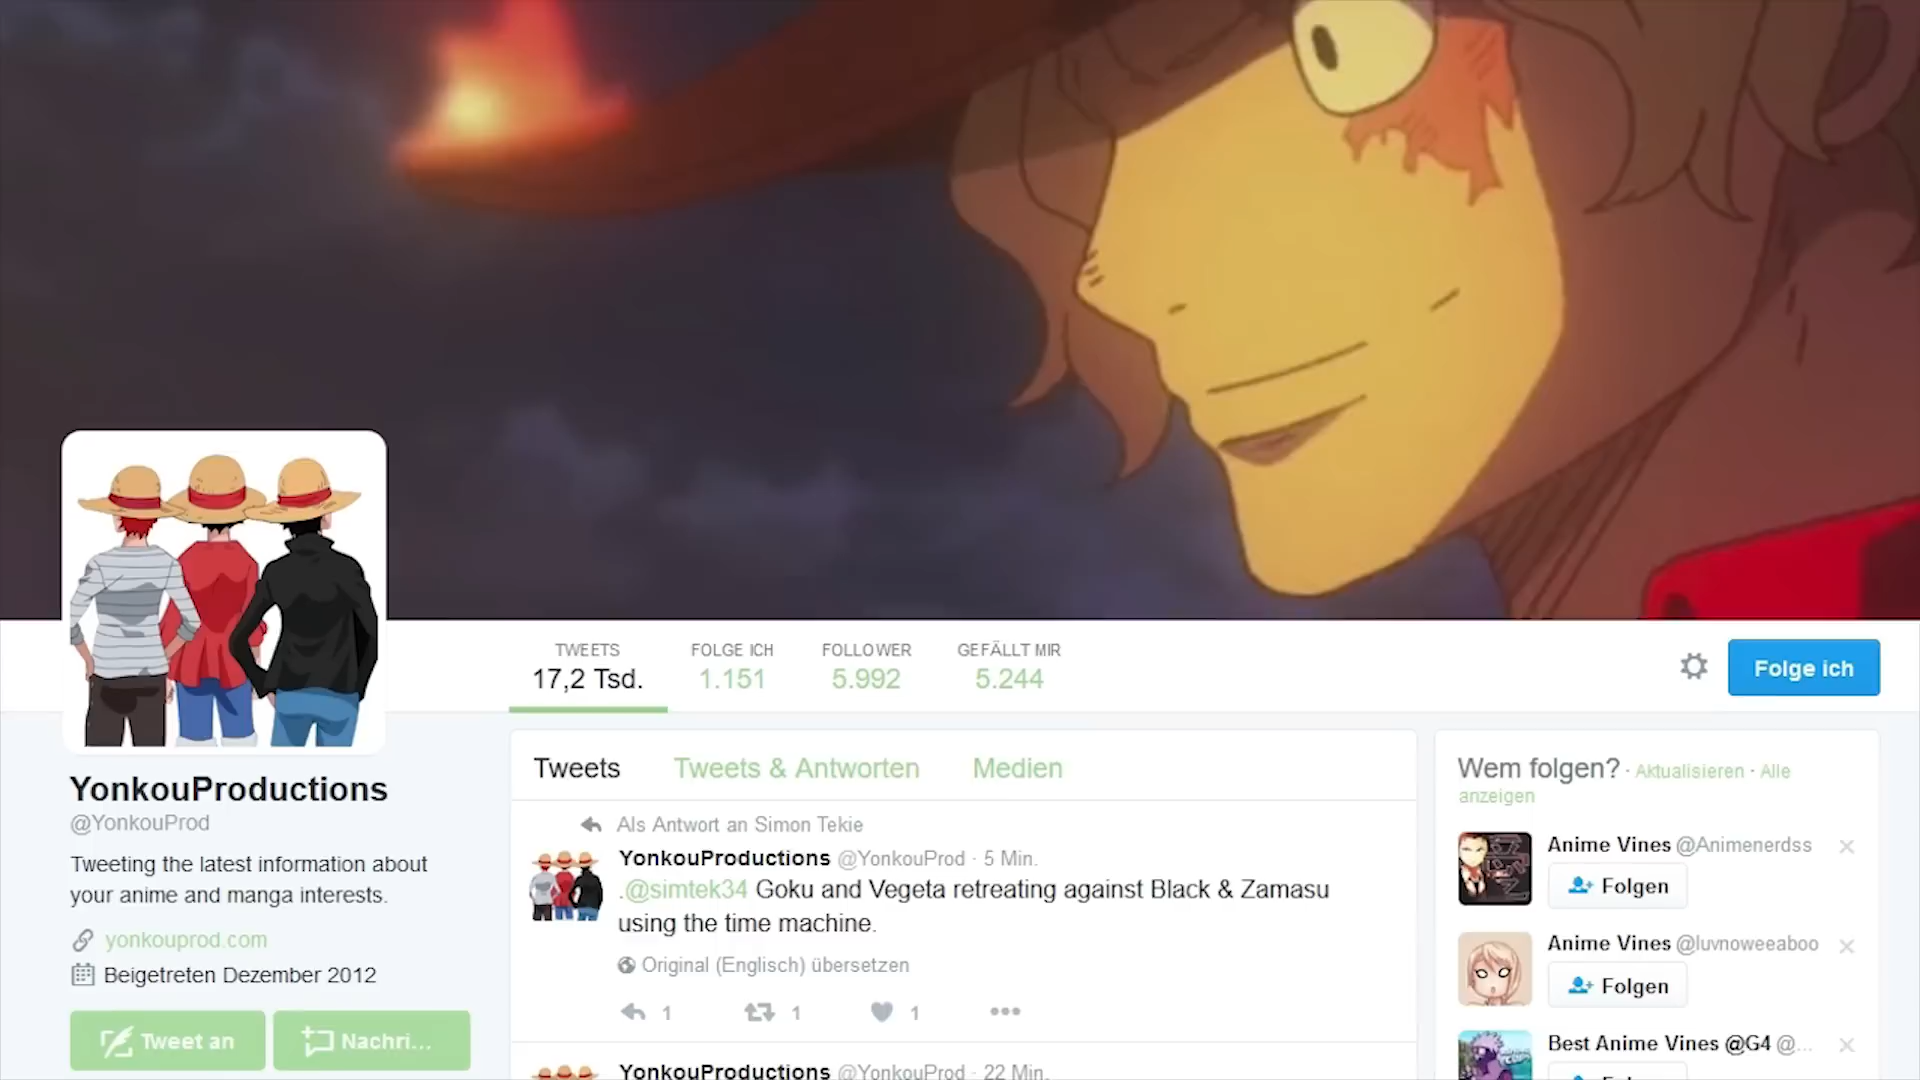 TWEETS
17,2 Tsd.
FOLGE ICH
1.151
FOLLOWER
5.992
GEFÄLLT MIR
5.244
Folge ich
YonkouProductions
@YonkouProd
Tweeting the latest information about
your anime and manga interests.
yonkouprod.com
Beigetreten Dezember 2012
Tweet an
Nachri...
Tweets
Tweets & Antworten
Medien
Als Antwort an Simon Tekie
YonkouProductions @YonkouProd · 5 Min.
.@simtek34 Goku and Vegeta retreating against Black & Zamasu
using the time machine.
Original (Englisch) übersetzen
1
1
1
YonkouProductions @YonkouProd · 22 Min.
Wem folgen? · Aktualisieren · Alle
anzeigen
Anime Vines @Animenerdss
Folgen
Anime Vines @luvnoweeaboo
Folgen
Best Anime Vines @G4 @...